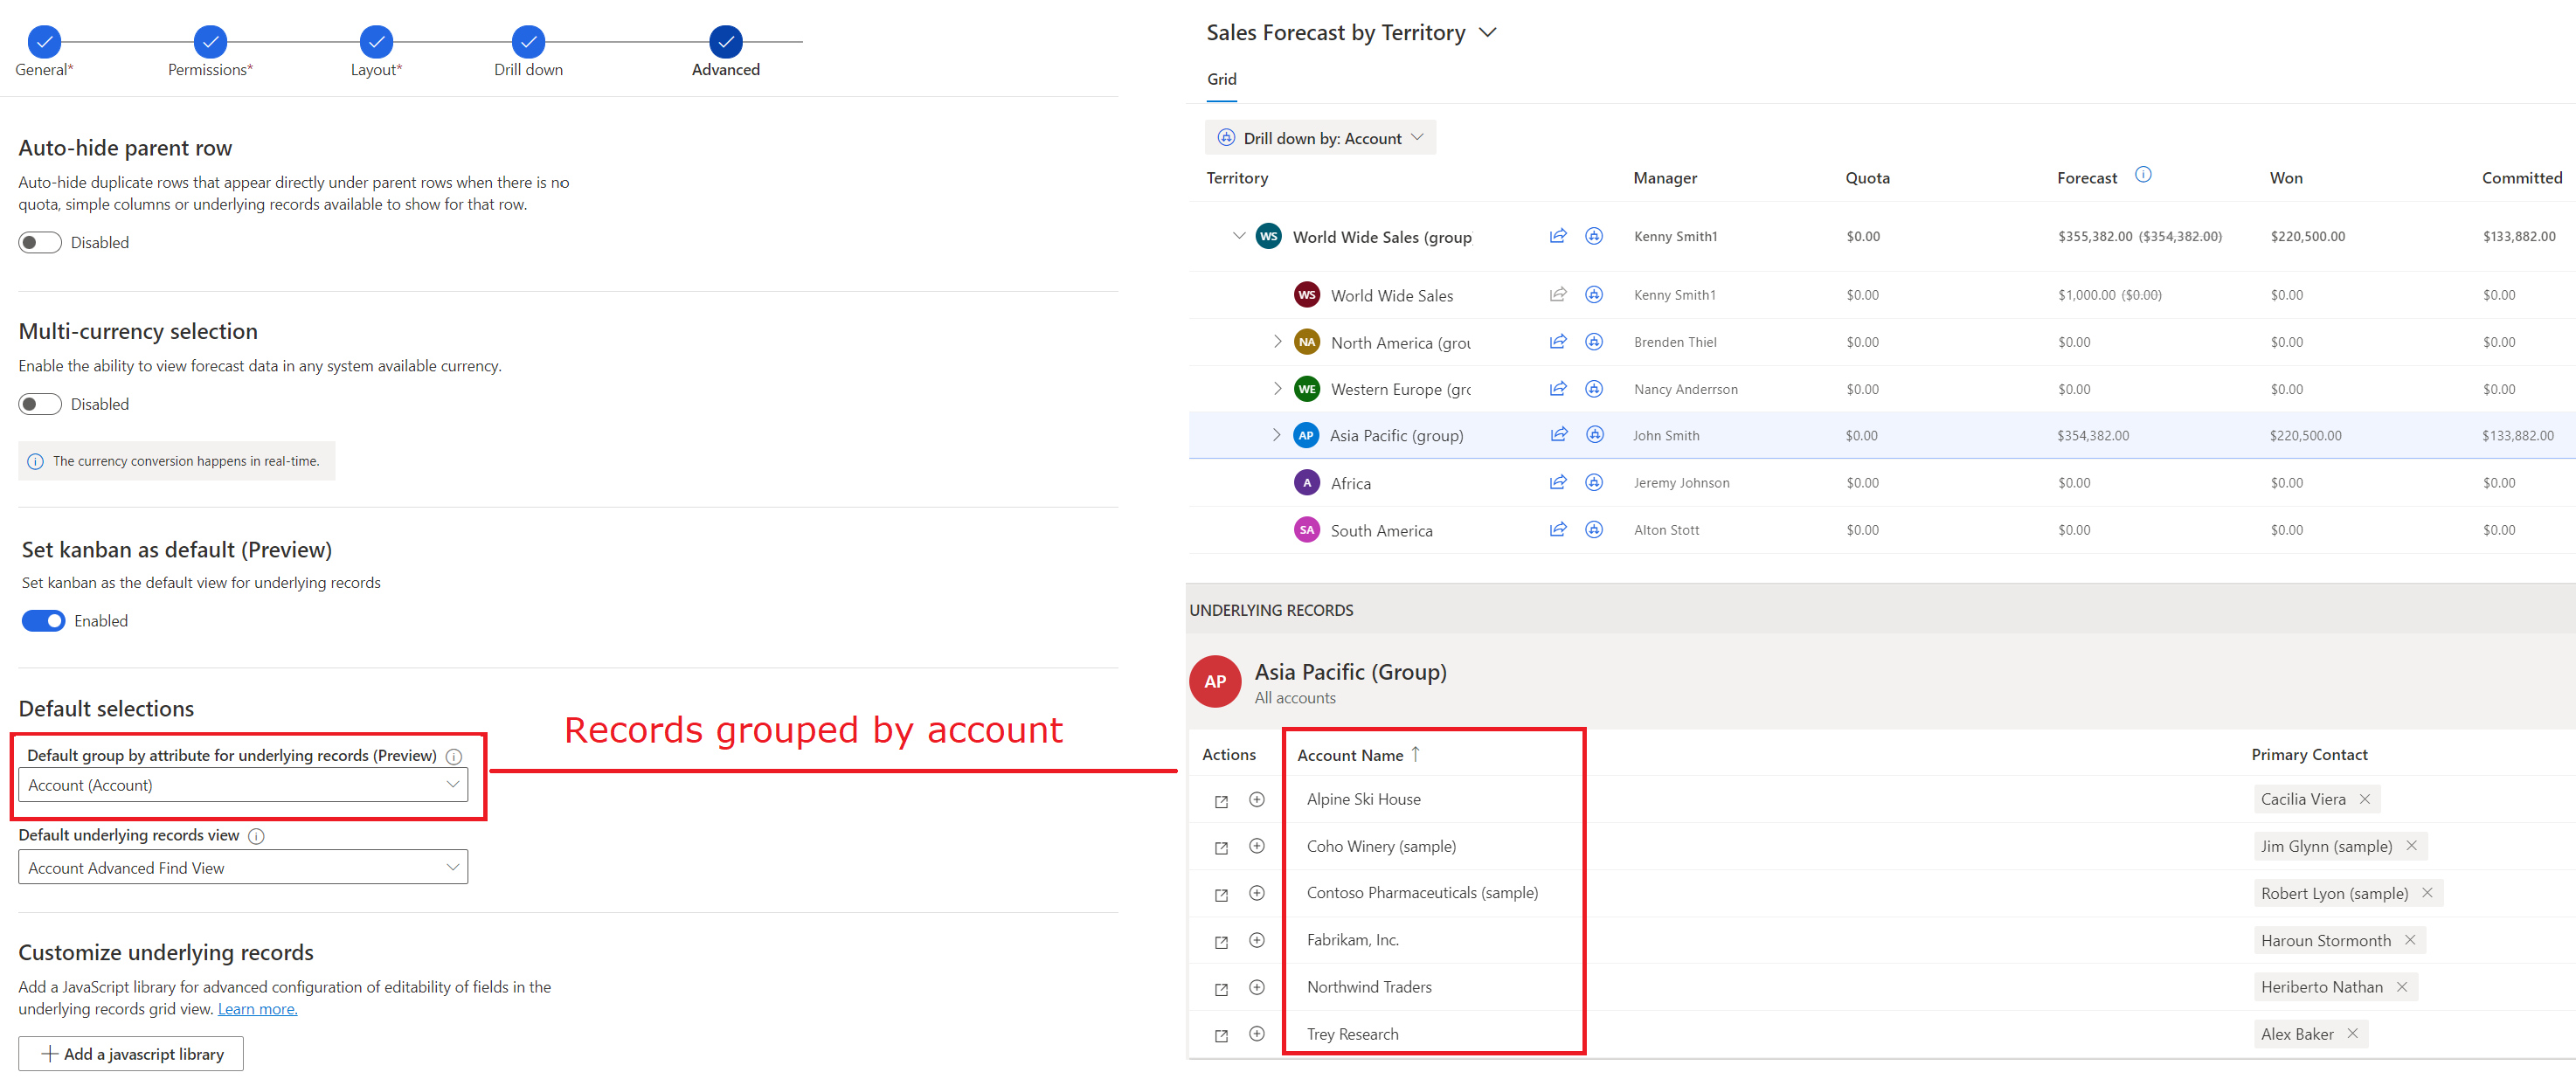 General*
Permissions*
Layout*
Drill down
Advanced
Auto-hide parent row
Auto-hide duplicate rows that appear directly under parent rows when there is no
quota, simple columns or underlying records available to show for that row.
Disabled
Multi-currency selection
Enable the ability to view forecast data in any system available currency.
Disabled
The currency conversion happens in real-time.
Set kanban as default (Preview)
Set kanban as the default view for underlying records
Enabled
Default selections
Default group by attribute for underlying records (Preview)
Account (Account)
Default underlying records view
Account Advanced Find View
Customize underlying records
Add a JavaScript library for advanced configuration of editability of fields in the
underlying records grid view. Learn more.
Add a javascript library
Records grouped by account
Sales Forecast by Territory
Grid
Drill down by: Account
Territory Manager Quota Forecast Won Committed
WS World Wide Sales (group Kenny Smith1 $0.00 $355,382.00 ($354,382.00) $220,500.00 $133,882.00
WS World Wide Sales Kenny Smith1 $0.00 $1,000.00 ($0.00) $0.00 $0.00
NA North America (grou Brenden Thiel $0.00 $0.00 $0.00 $0.00
WE Western Europe (grc Nancy Anderrson $0.00 $0.00 $0.00 $0.00
AP Asia Pacific (group) John Smith $0.00 $354,382.00 $220,500.00 $133,882.00
A Africa Jeremy Johnson $0.00 $0.00 $0.00 $0.00
SA South America Alton Stott $0.00 $0.00 $0.00 $0.00
UNDERLYING RECORDS
AP Asia Pacific (Group)
All accounts
Actions Account Name Primary Contact
Alpine Ski House Cacilia Viera
Coho Winery (sample) Jim Glynn (sample)
Contoso Pharmaceuticals (sample) Robert Lyon (sample)
Fabrikam, Inc. Haroun Stormonth
Northwind Traders Heriberto Nathan
Trey Research Alex Baker